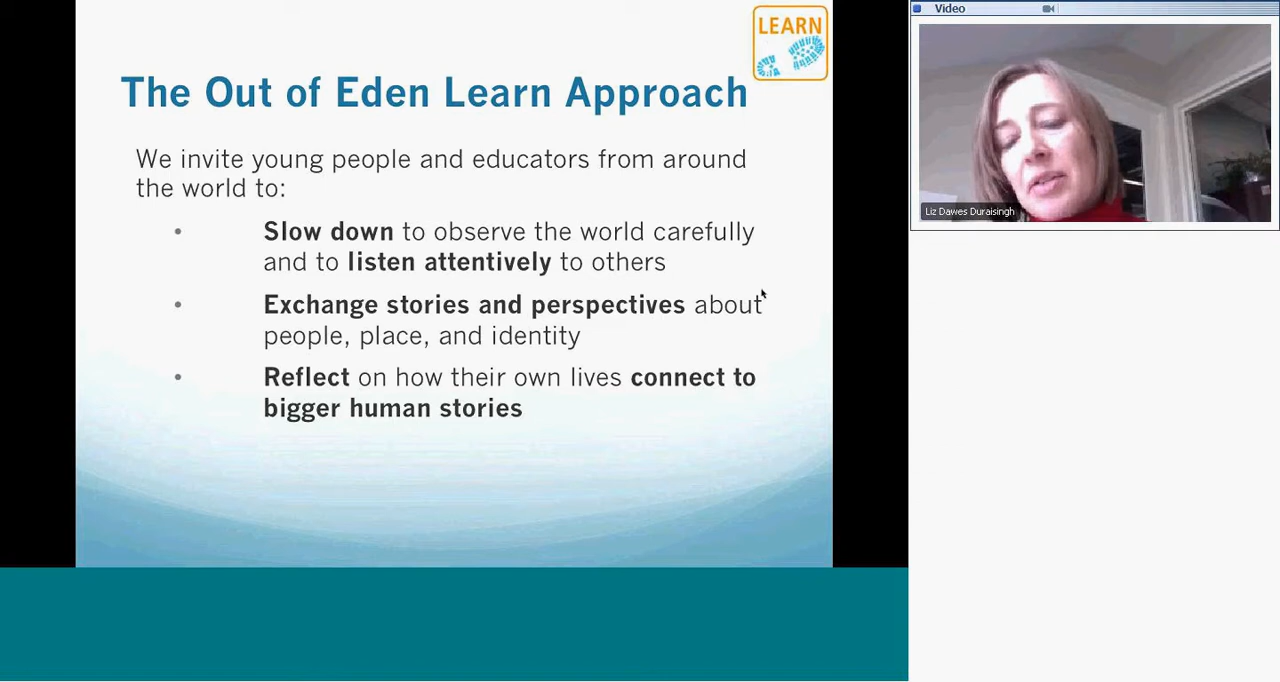 LEARN
The Out of Eden Learn Approach
We invite young people and educators from around
the world to:
• Slow down to observe the world carefully
and to listen attentively to others
• Exchange stories and perspectives about
people, place, and identity
• Reflect on how their own lives connect to
bigger human stories
Video
Liz Dawes Duraisingh